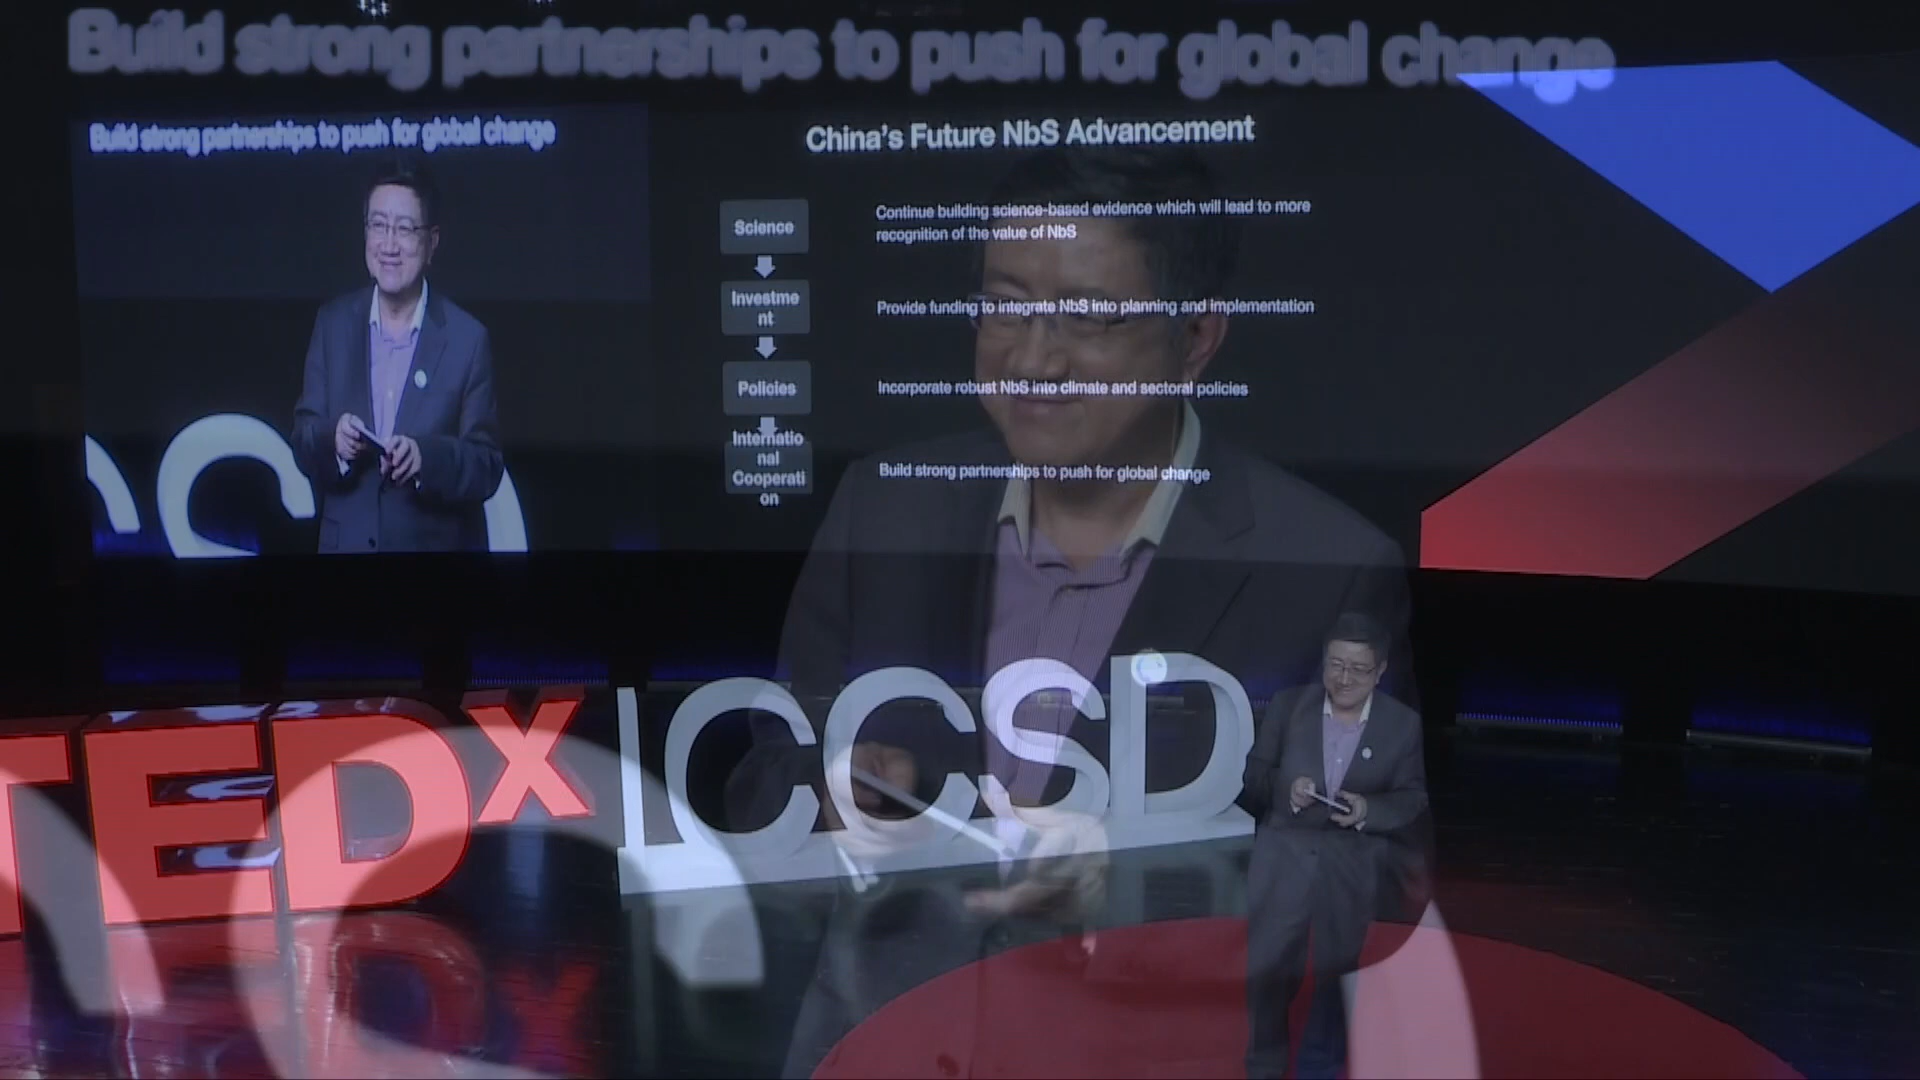 Build strong partnerships to push for global change
Build strong partnerships to push for global change
China's Future NbS Advancement
Science
Continue building science-based evidence which will lead to more
recognition of the value of NbS
Investme
nt
Provide funding to integrate NbS into planning and implementation
Policies
Incorporate robust NbS into climate and sectoral policies
Internatio
nal
Cooperati
on
Build strong partnerships to push for global change
TEDx ICCSD